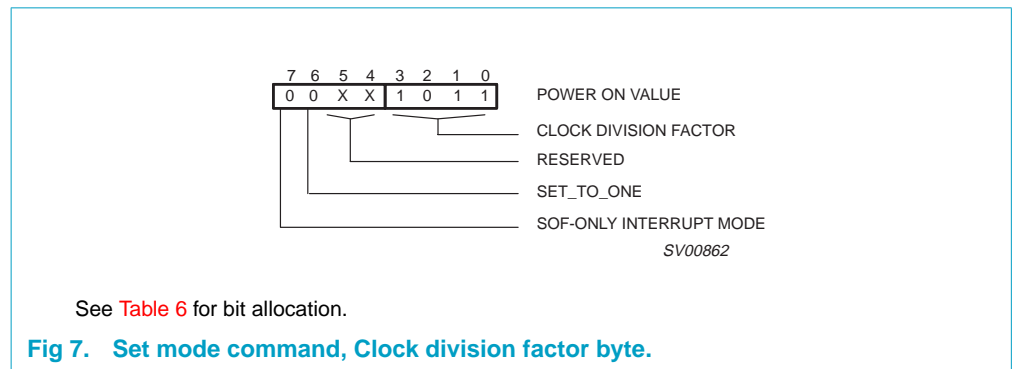 7 6 5 4 3 2 1 0
0 0 X X 1 0 1 1 POWER ON VALUE
CLOCK DIVISION FACTOR
RESERVED
SET_TO_ONE
SOF-ONLY INTERRUPT MODE
SV00862
See Table 6 for bit allocation.
Fig 7. Set mode command, Clock division factor byte.